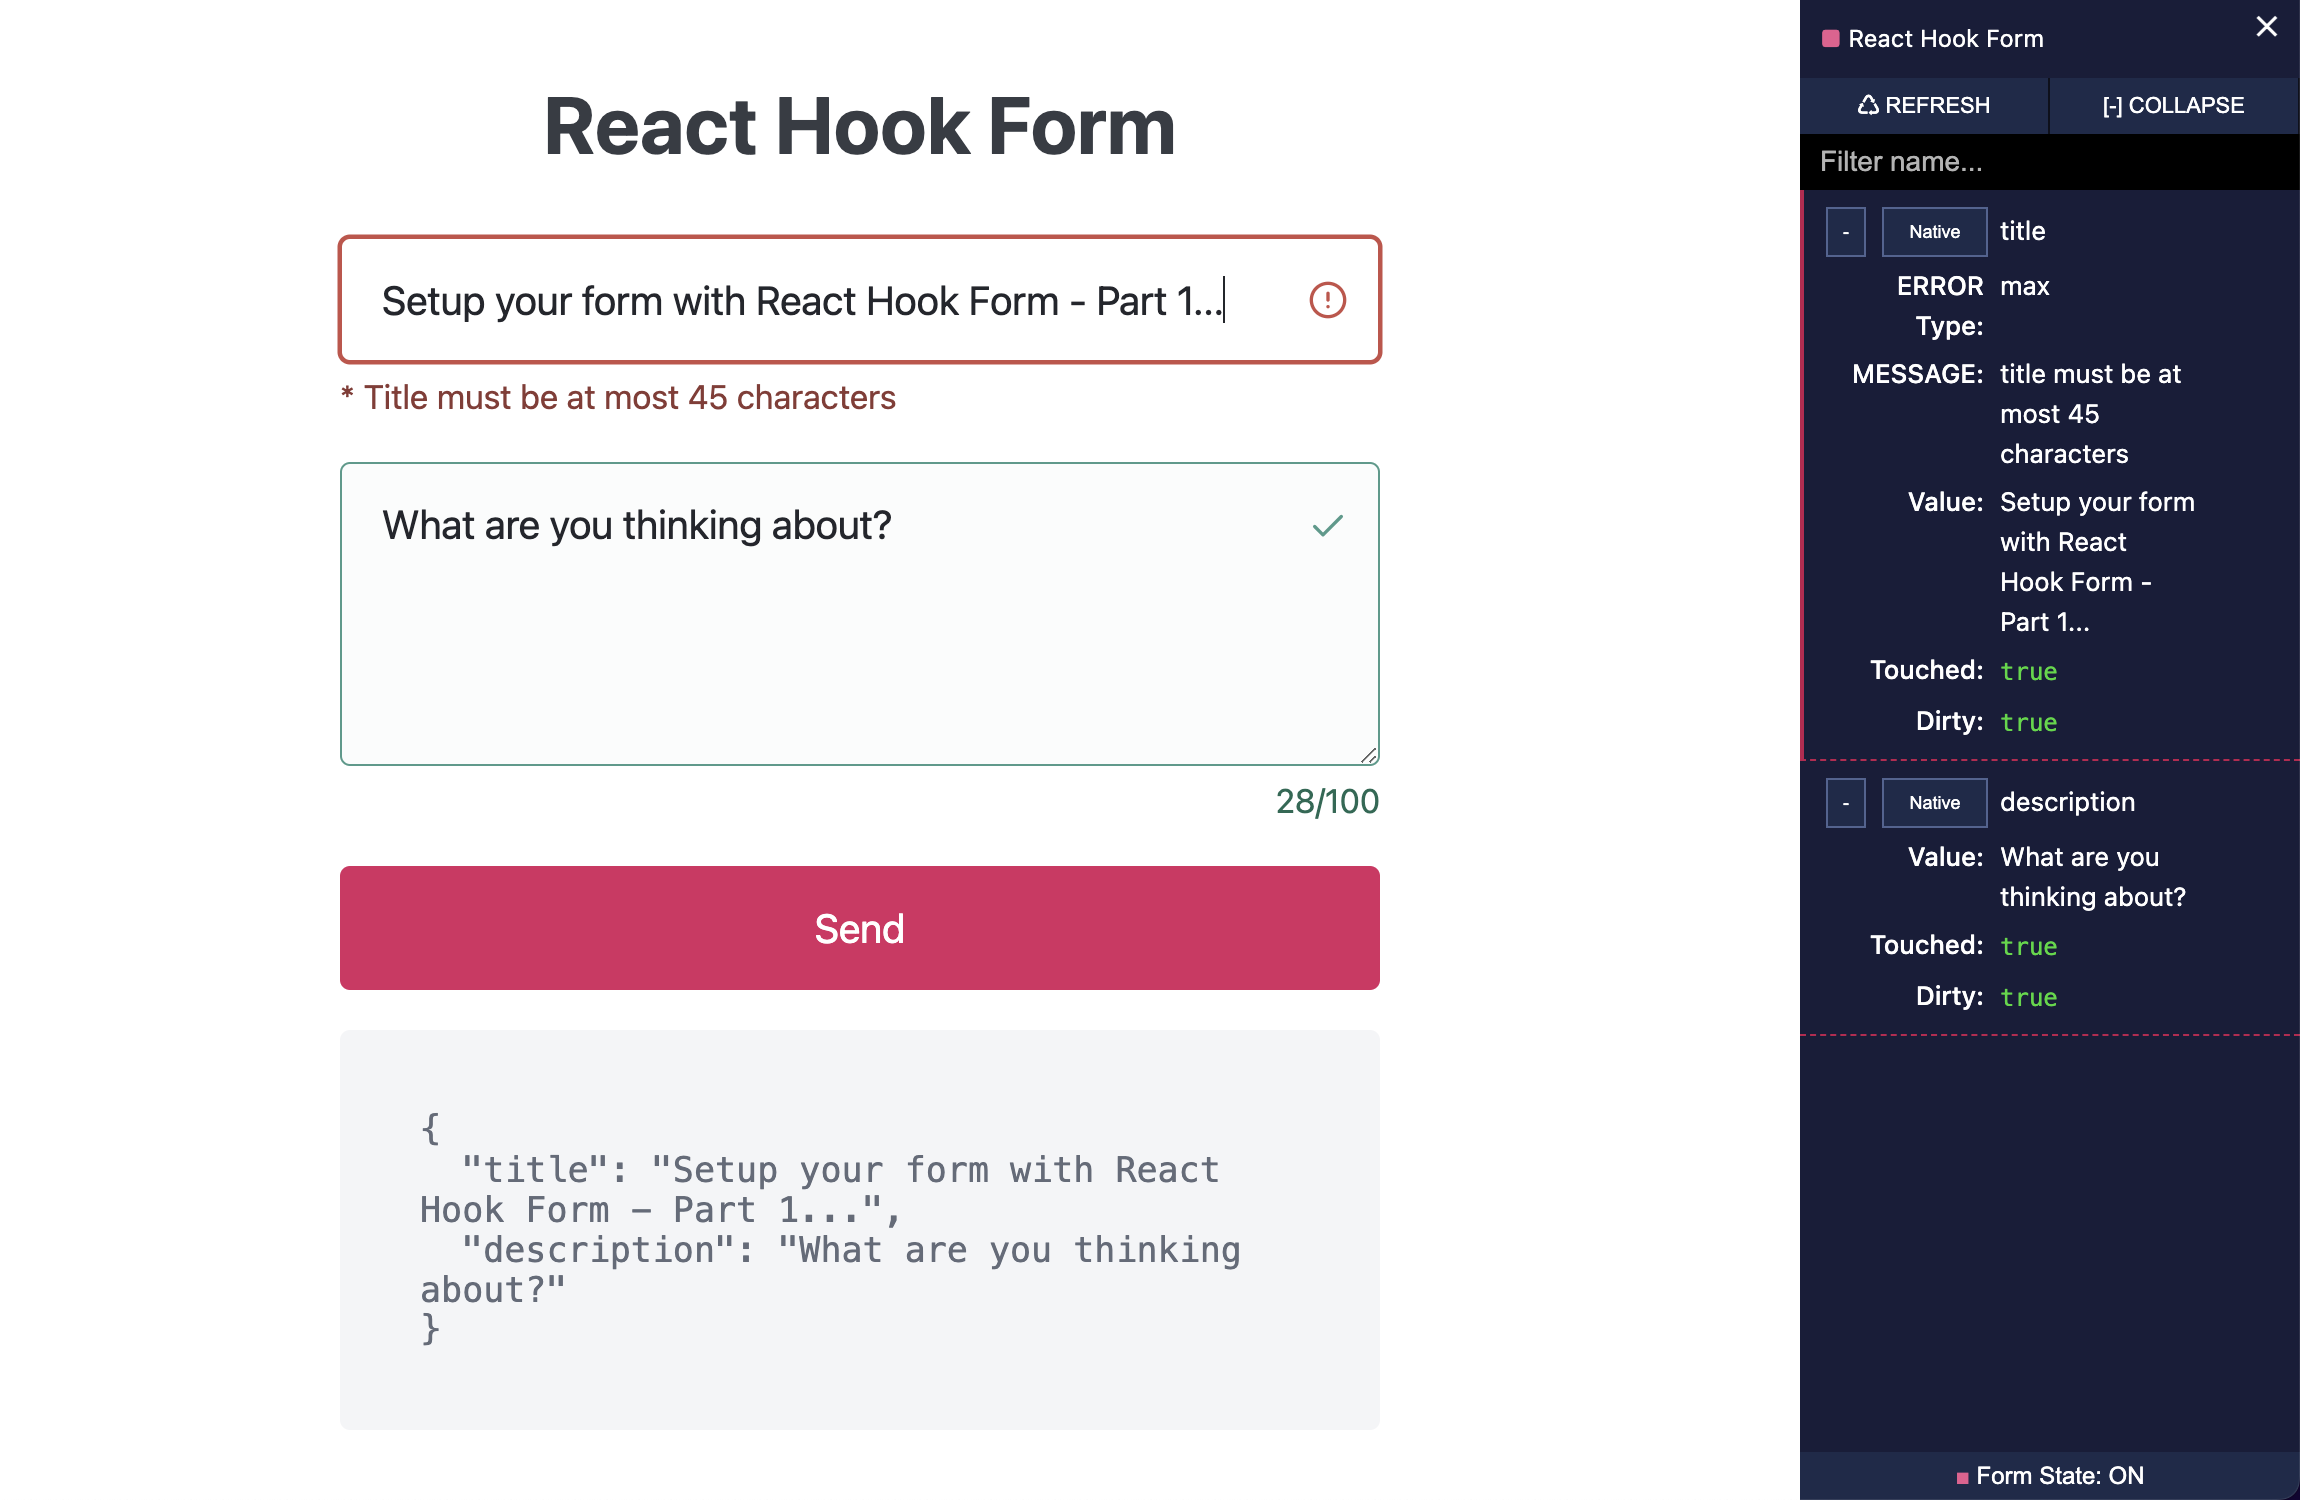 React Hook Form
Setup your form with React Hook Form - Part 1...
* Title must be at most 45 characters
What are you thinking about?
28/100
Send
{
"title": "Setup your form with React
Hook Form – Part 1...",
"description": "What are you thinking
about?"
}
React Hook Form
REFRESH
[-] COLLAPSE
Filter name...
- Native title
ERROR max
Type:
MESSAGE: title must be at
most 45
characters
Value: Setup your form
with React
Hook Form -
Part 1...
Touched: true
Dirty: true
- Native description
Value: What are you
thinking about?
Touched: true
Dirty: true
Form State: ON